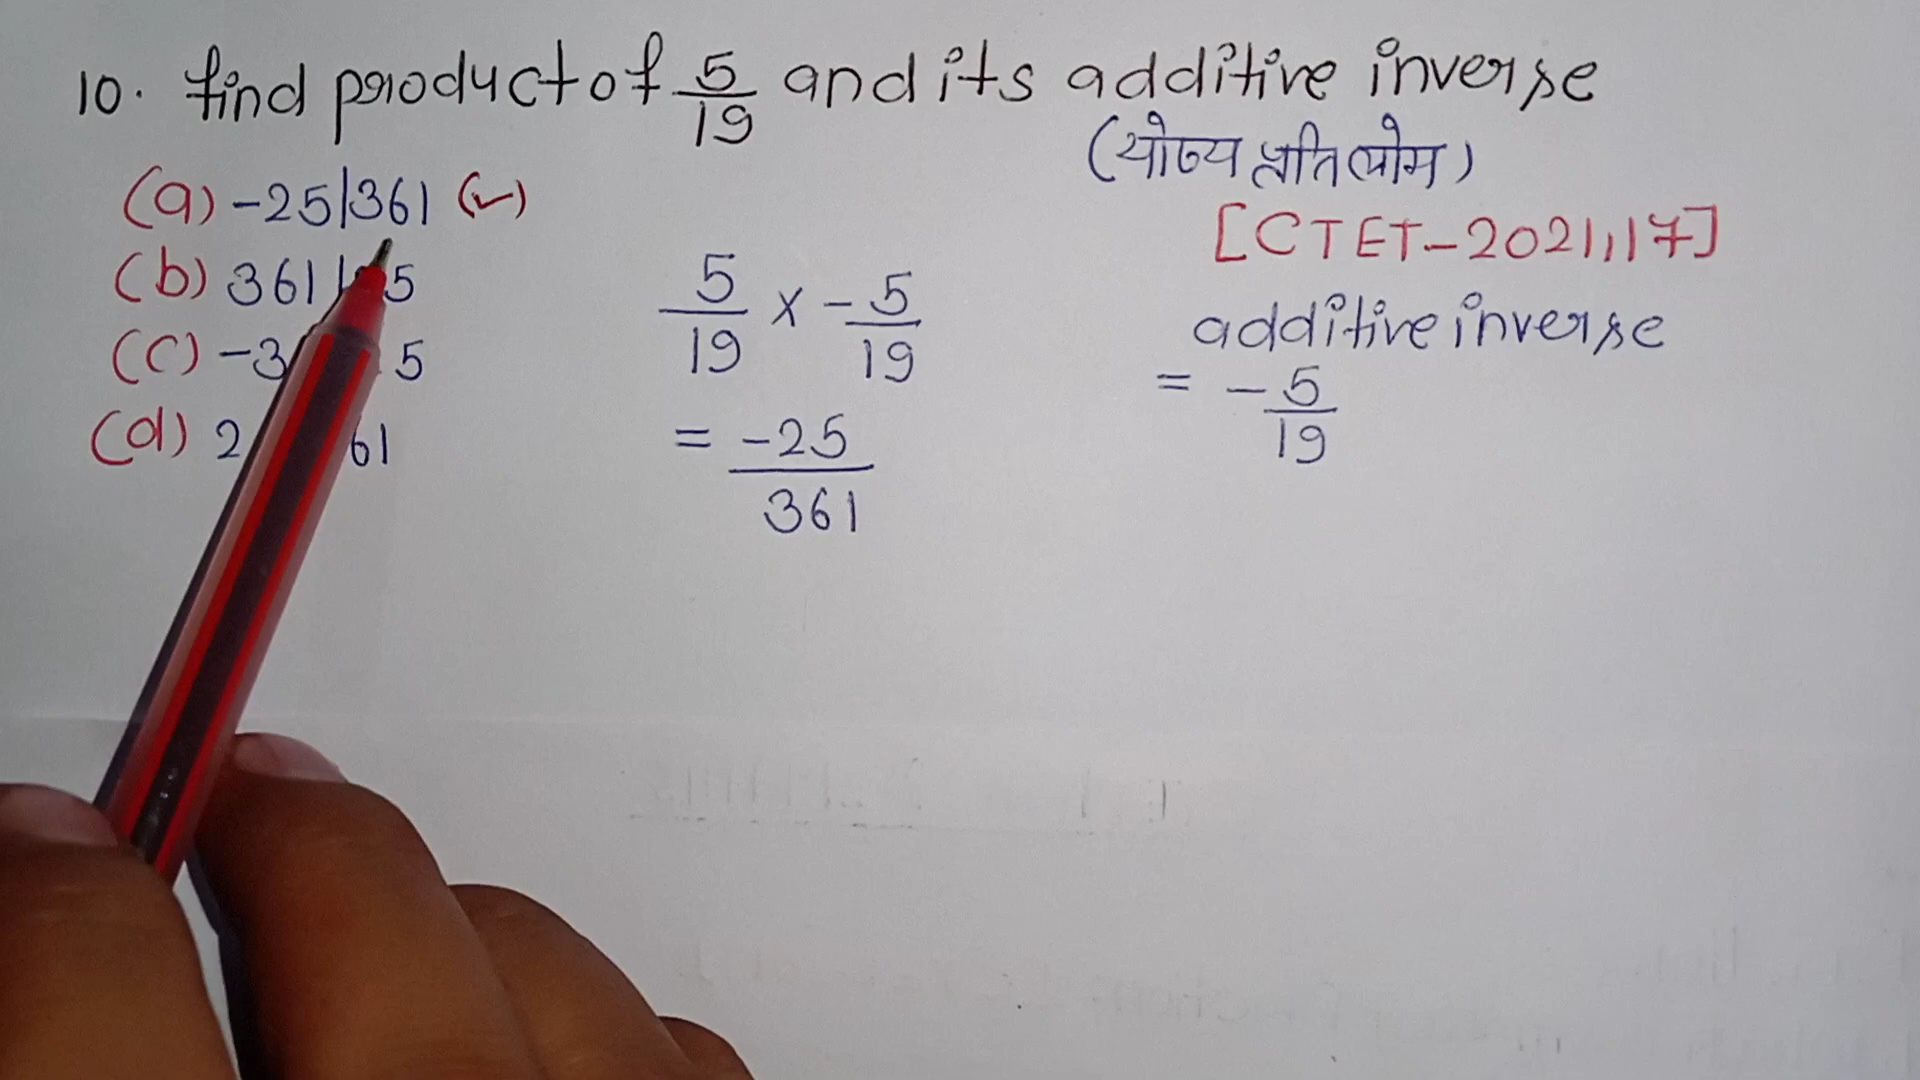 10. find product of 5/19 and its additive inverse
(योज्य प्रतिलोम)
[CTET-2021,17]
(a) -25|361 (✓)
(b) 361| 5
(c) -3 5
(d) 2 61
5/19 x -5/19
= -25/361
additive inverse
= -5/19